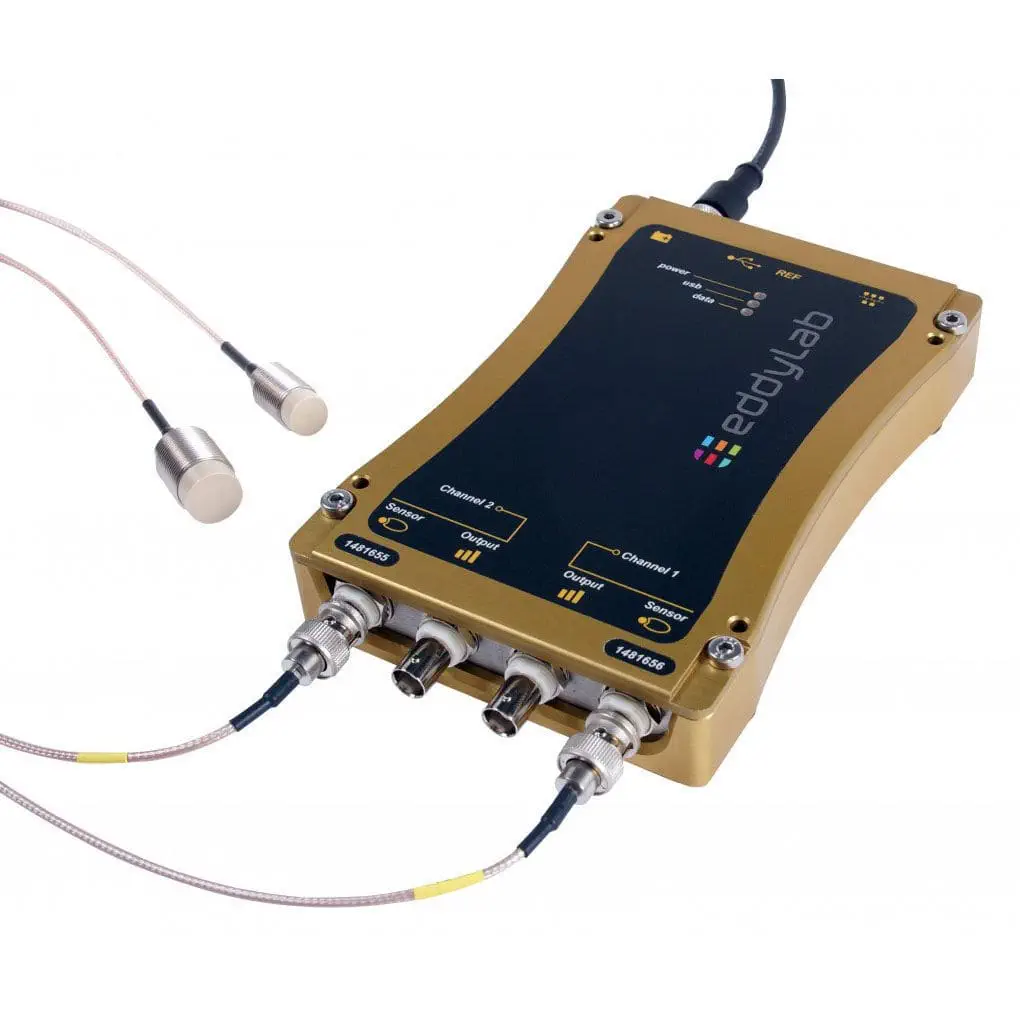 REF
power
usb
data
eddylab
Channel 2
Sensor
Output
1481655
Channel 1
Output
Sensor
1481656